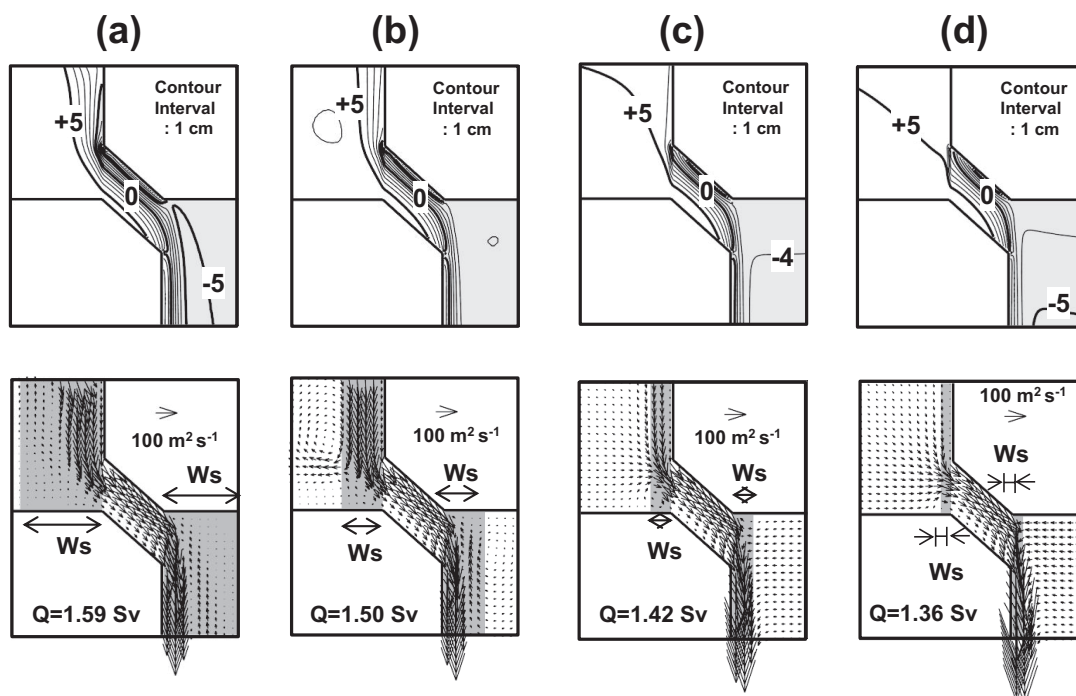 (a) (b) (c) (d)
Contour
Interval
: 1 cm
+5
0
-5
Contour
Interval
: 1 cm
+5
0
Contour
Interval
: 1 cm
+5
0
-4
Contour
Interval
: 1 cm
+5
0
-5
100 m² s⁻¹
Ws
Ws
Q=1.59 Sv
100 m² s⁻¹
Ws
Ws
Q=1.50 Sv
100 m² s⁻¹
Ws
Ws
Q=1.42 Sv
100 m² s⁻¹
Ws
Ws
Q=1.36 Sv